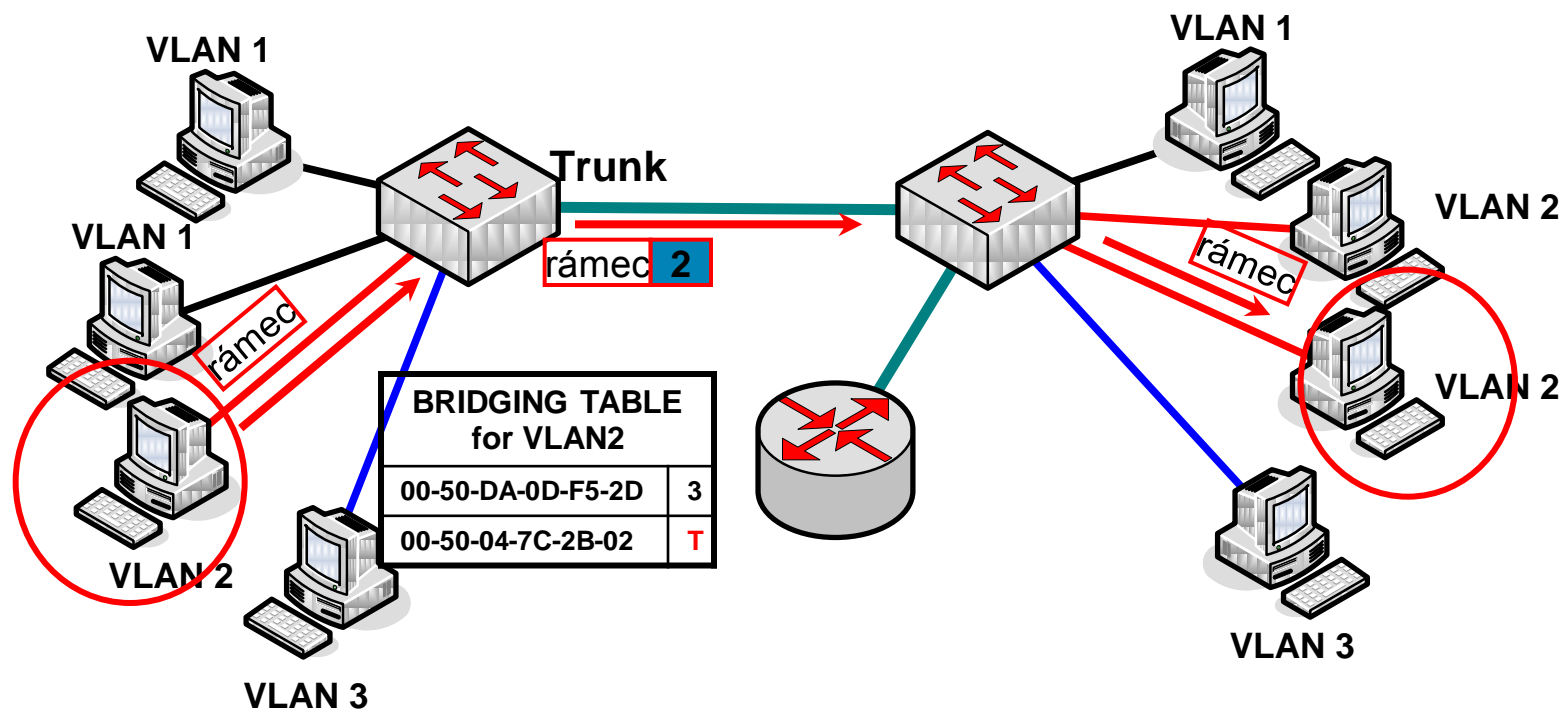 VLAN 1
VLAN 1
Trunk
VLAN 2
VLAN 1
rámec 2
rámec
rámec
BRIDGING TABLE
for VLAN2
00-50-DA-0D-F5-2D 3
00-50-04-7C-2B-02 T
VLAN 2
VLAN 2
VLAN 3
VLAN 3